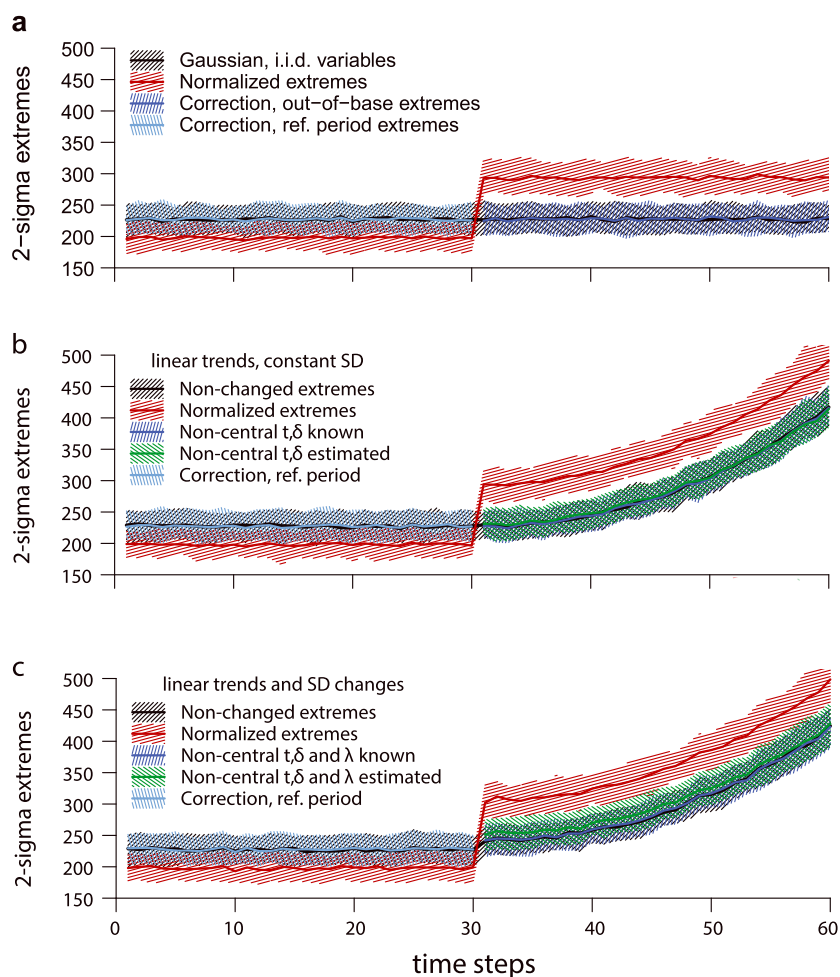 a
500
450
400
350
300
250
200
150
2−sigma extremes
Gaussian, i.i.d. variables
Normalized extremes
Correction, out−of−base extremes
Correction, ref. period extremes
b
500
450
400
350
300
250
200
150
2-sigma extremes
linear trends, constant SD
Non-changed extremes
Normalized extremes
Non-central t,δ known
Non-central t,δ estimated
Correction, ref. period
c
500
450
400
350
300
250
200
150
2-sigma extremes
linear trends and SD changes
Non-changed extremes
Normalized extremes
Non-central t,δ and λ known
Non-central t,δ and λ estimated
Correction, ref. period
0 10 20 30 40 50 60
time steps